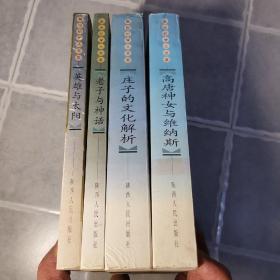 英雄与太阳
陕西人民出版社
老子与神话
陕西人民出版社
庄子的文化解析
陕西人民出版社
高唐神女与维纳斯
陕西人民出版社